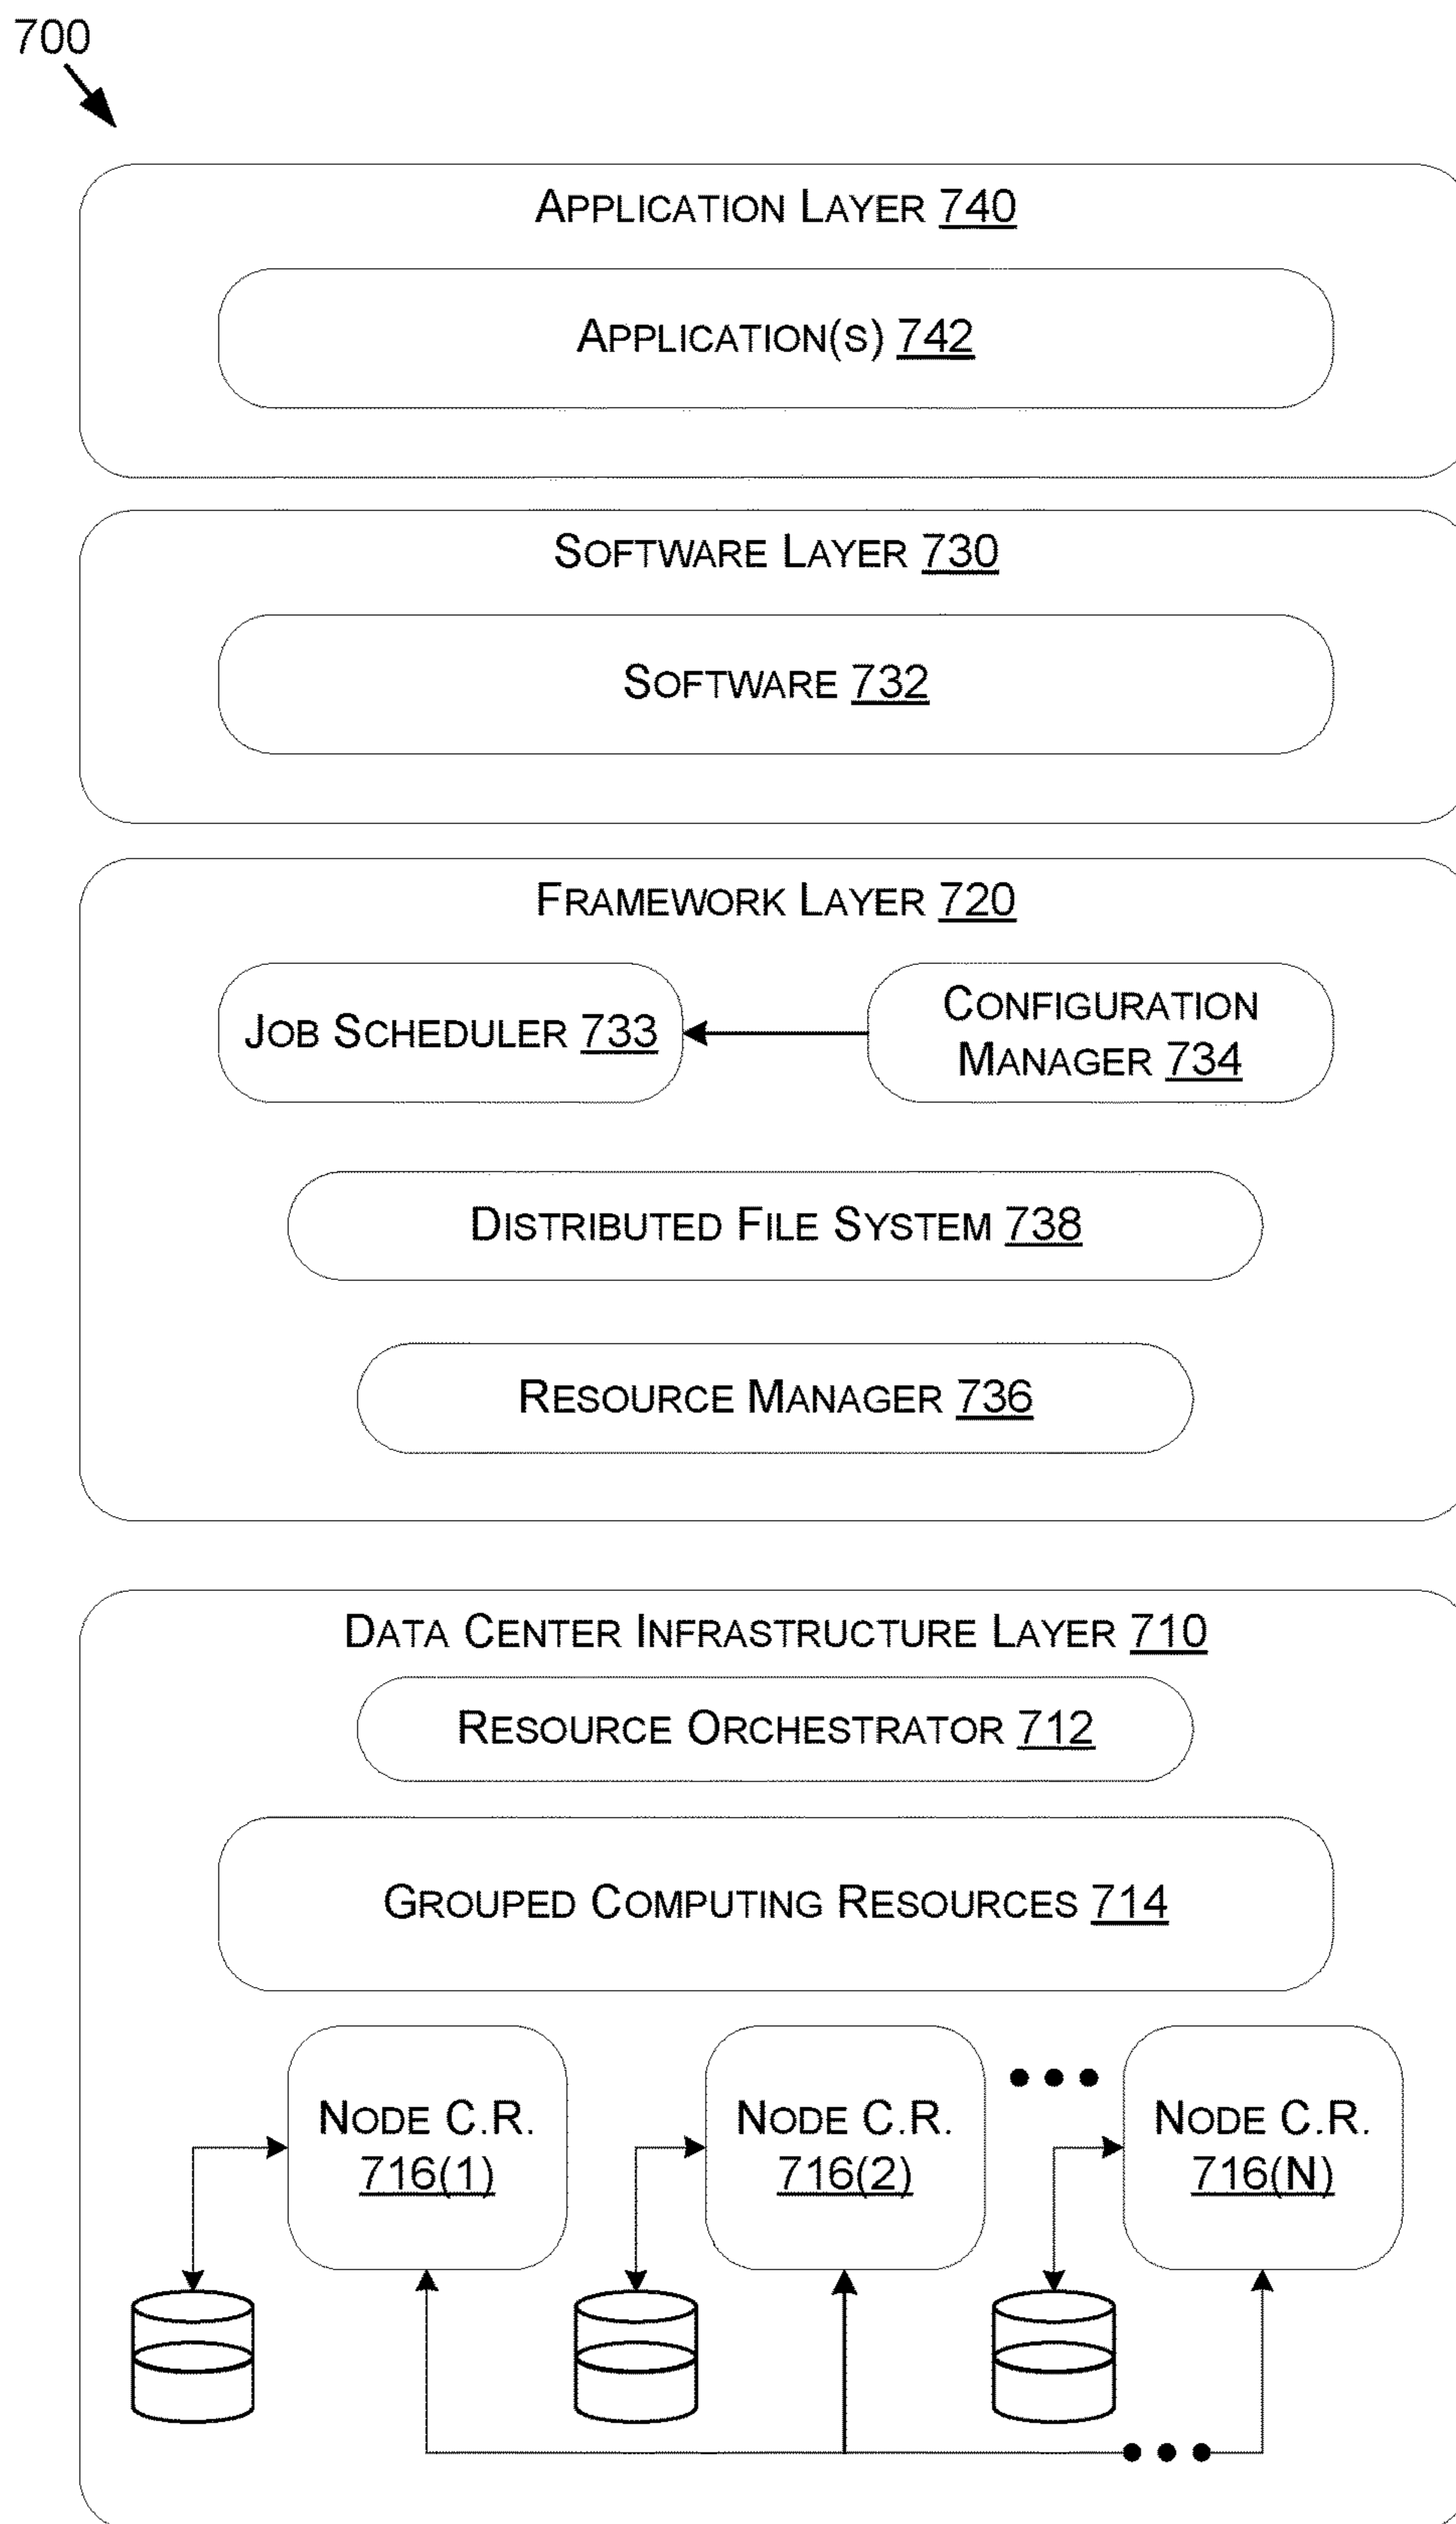 700
APPLICATION LAYER 740
APPLICATION(S) 742
SOFTWARE LAYER 730
SOFTWARE 732
FRAMEWORK LAYER 720
JOB SCHEDULER 733
CONFIGURATION
MANAGER 734
DISTRIBUTED FILE SYSTEM 738
RESOURCE MANAGER 736
DATA CENTER INFRASTRUCTURE LAYER 710
RESOURCE ORCHESTRATOR 712
GROUPED COMPUTING RESOURCES 714
NODE C.R.
716(1)
NODE C.R.
716(2)
NODE C.R.
716(N)